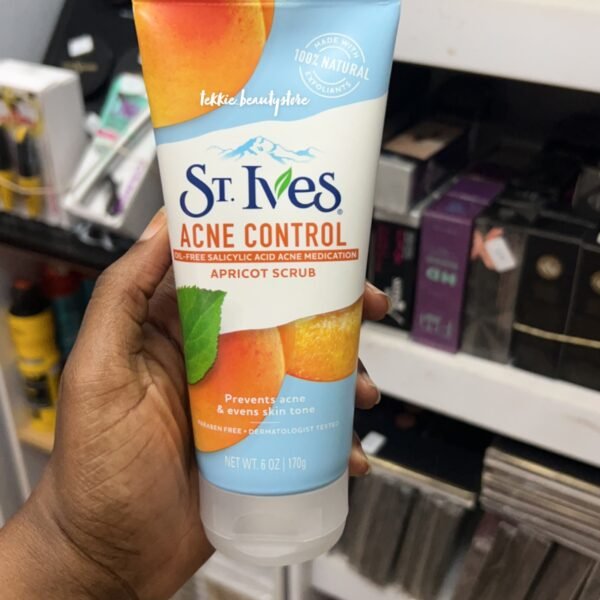 MADE WITH
100% NATURAL
EXFOLIANTS
tekkie.beautystore
ST. IVES
ACNE CONTROL
OIL-FREE SALICYLIC ACID ACNE MEDICATION
APRICOT SCRUB
Prevents acne
& evens skin tone
PARABEN FREE • DERMATOLOGIST TESTED
NET WT. 6 OZ | 170g